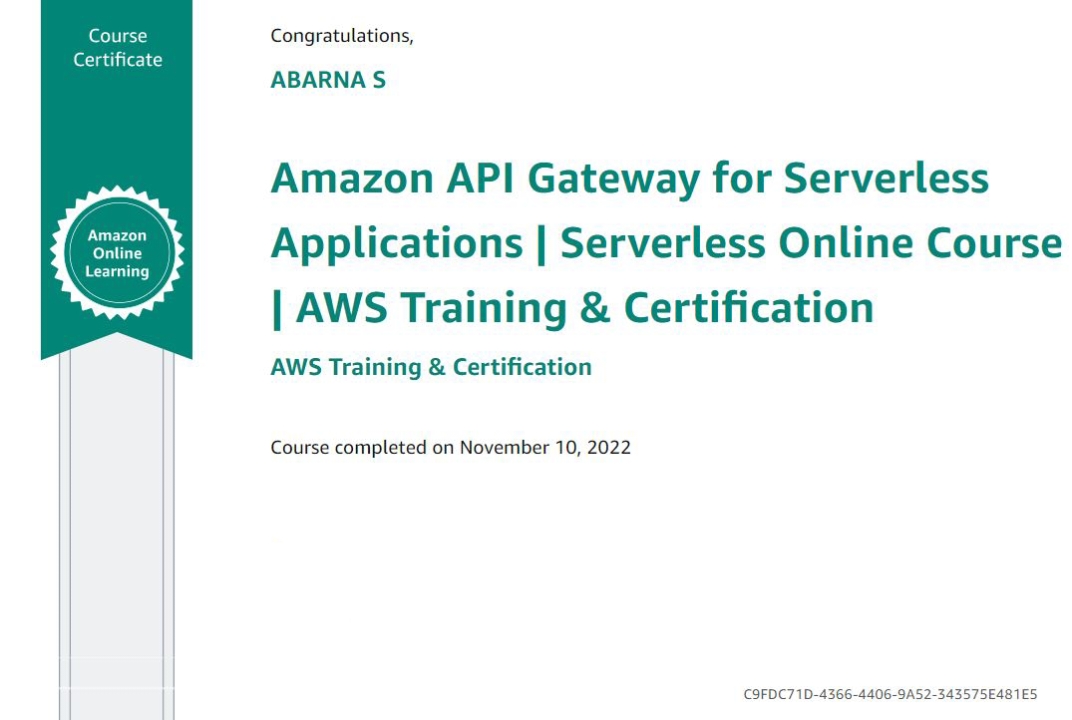 Course
Certificate
Amazon
Online
Learning
Congratulations,
ABARNA S
Amazon API Gateway for Serverless
Applications | Serverless Online Course
| AWS Training & Certification
AWS Training & Certification
Course completed on November 10, 2022
C9FDC71D-4366-4406-9A52-343575E481E5